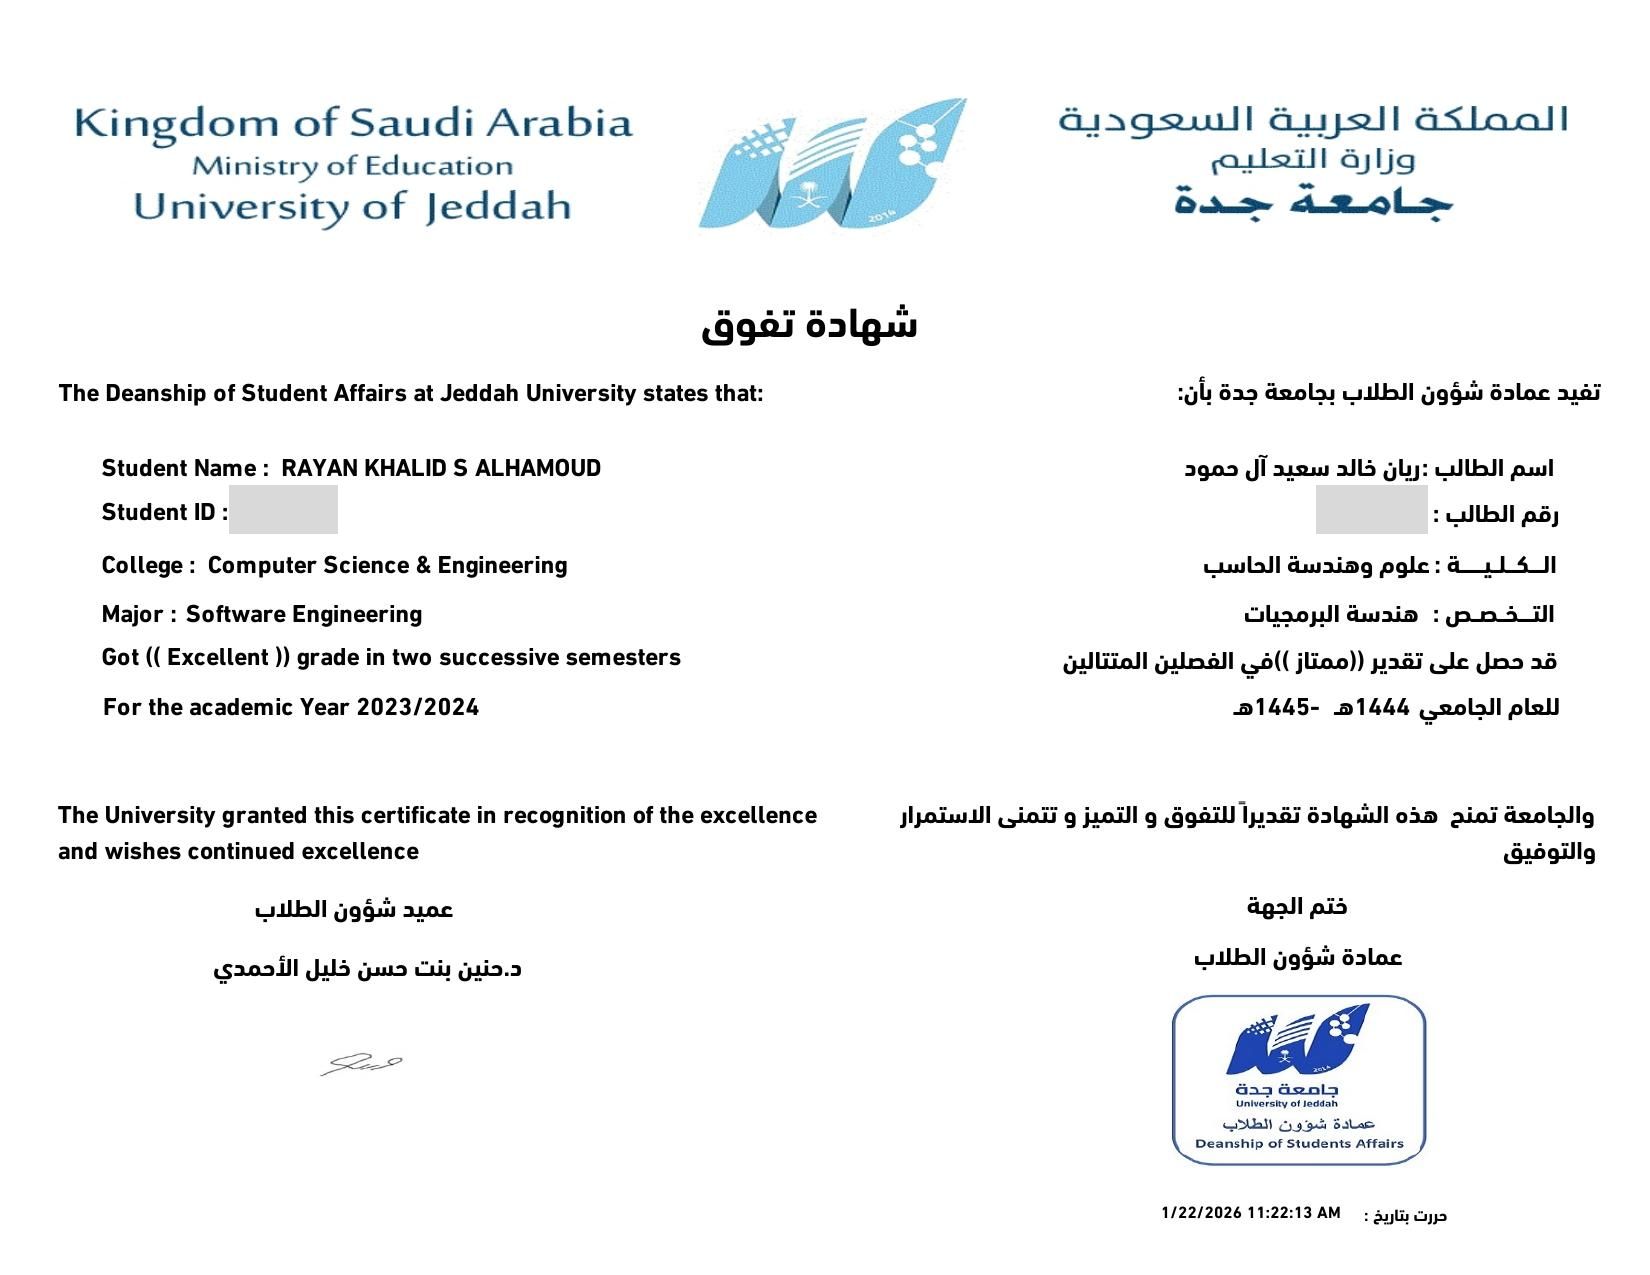 Kingdom of Saudi Arabia
Ministry of Education
University of Jeddah
2014
المملكة العربية السعودية
وزارة التعليم
جامعة جدة
شهادة تفوق
The Deanship of Student Affairs at Jeddah University states that:
Student Name : RAYAN KHALID S ALHAMOUD
Student ID :
College : Computer Science & Engineering
Major : Software Engineering
Got (( Excellent )) grade in two successive semesters
For the academic Year 2023/2024
The University granted this certificate in recognition of the excellence
and wishes continued excellence
تفيد عمادة شؤون الطلاب بجامعة جدة بأن:
اسم الطالب :ريان خالد سعيد آل حمود
رقم الطالب :
الــكــلــيــــة : علوم وهندسة الحاسب
التــخــصــص : هندسة البرمجيات
قد حصل على تقدير ((ممتاز ))في الفصلين المتتالين
للعام الجامعي 1444هـ -1445هـ
والجامعة تمنح هذه الشهادة تقديراً للتفوق و التميز و تتمنى الاستمرار
والتوفيق
عميد شؤون الطلاب
د.حنين بنت حسن خليل الأحمدي
ختم الجهة
عمادة شؤون الطلاب
2014
جامعة جدة
University of Jeddah
عمادة شؤون الطلاب
Deanship of Students Affairs
حررت بتاريخ : 1/22/2026 11:22:13 AM